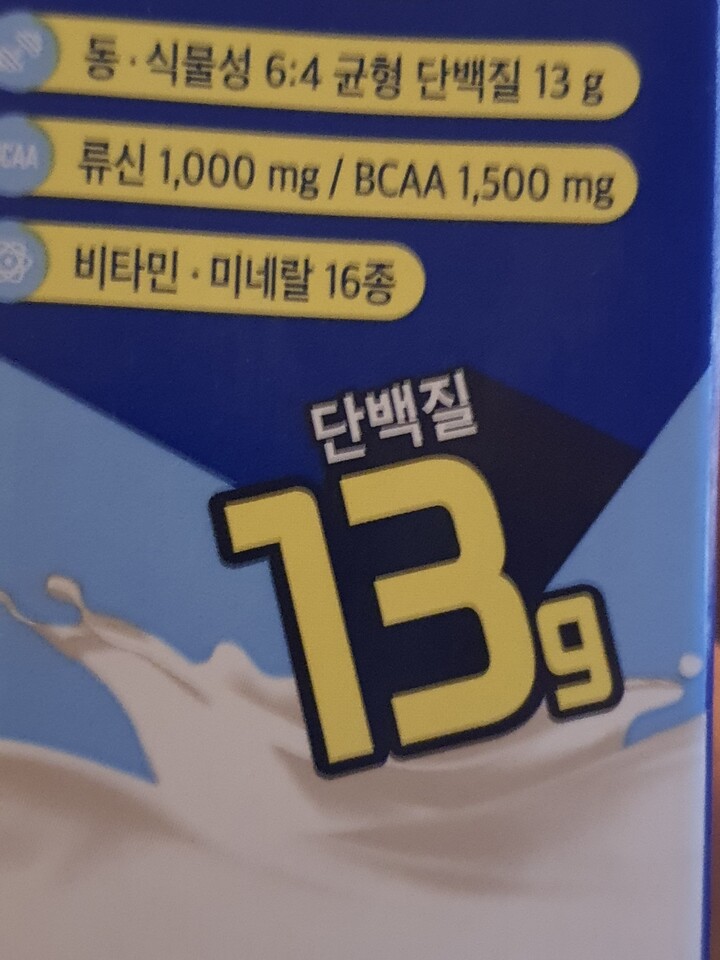 동·식물성 6:4 균형 단백질 13 g
CAA 류신 1,000 mg / BCAA 1,500 mg
비타민·미네랄 16종
단백질
13g